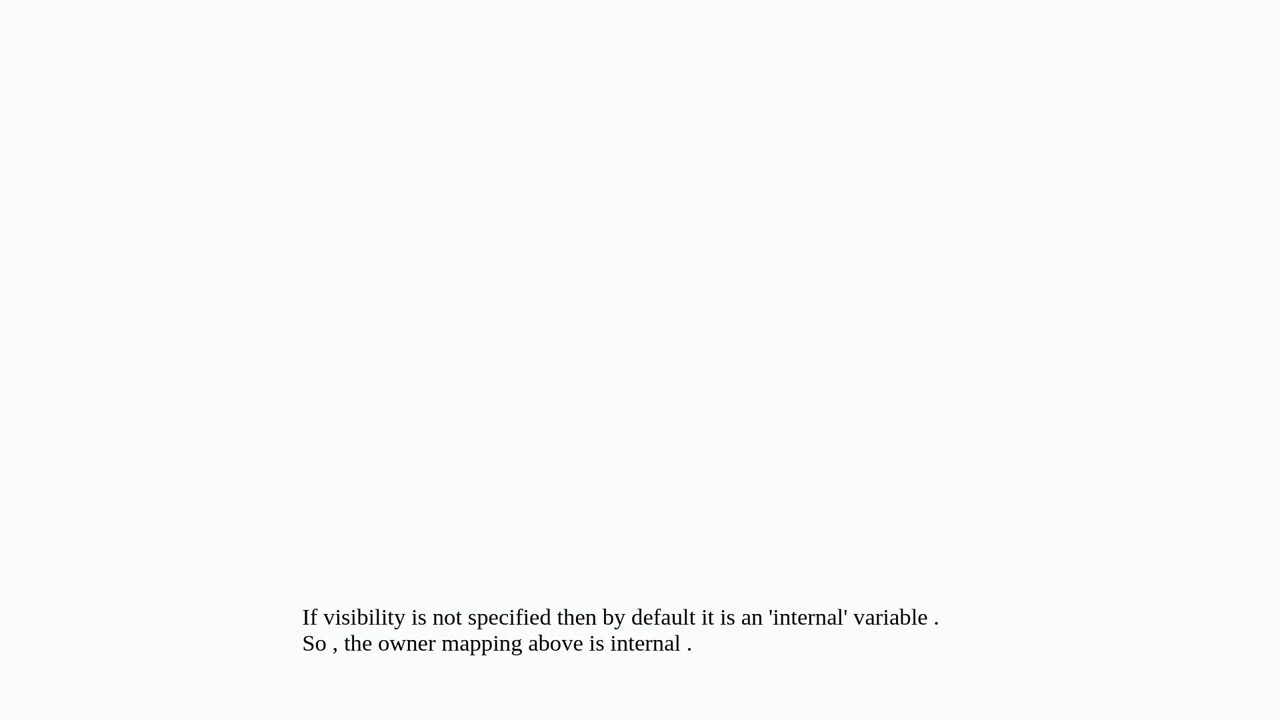 If visibility is not specified then by default it is an 'internal' variable .
So , the owner mapping above is internal .